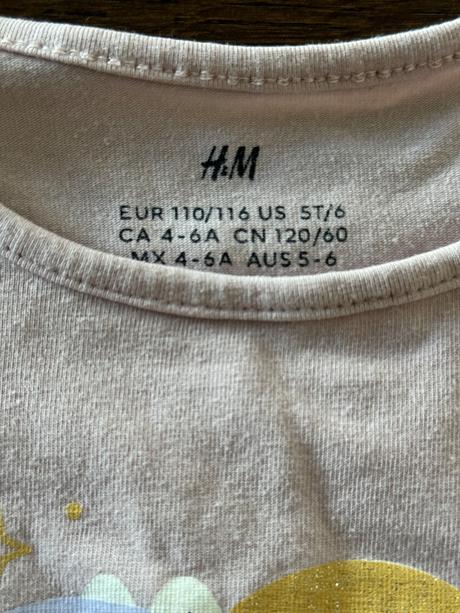 H&M
EUR 110/116 US 5T/6
CA 4-6A CN 120/60
MX 4-6A AUS 5-6